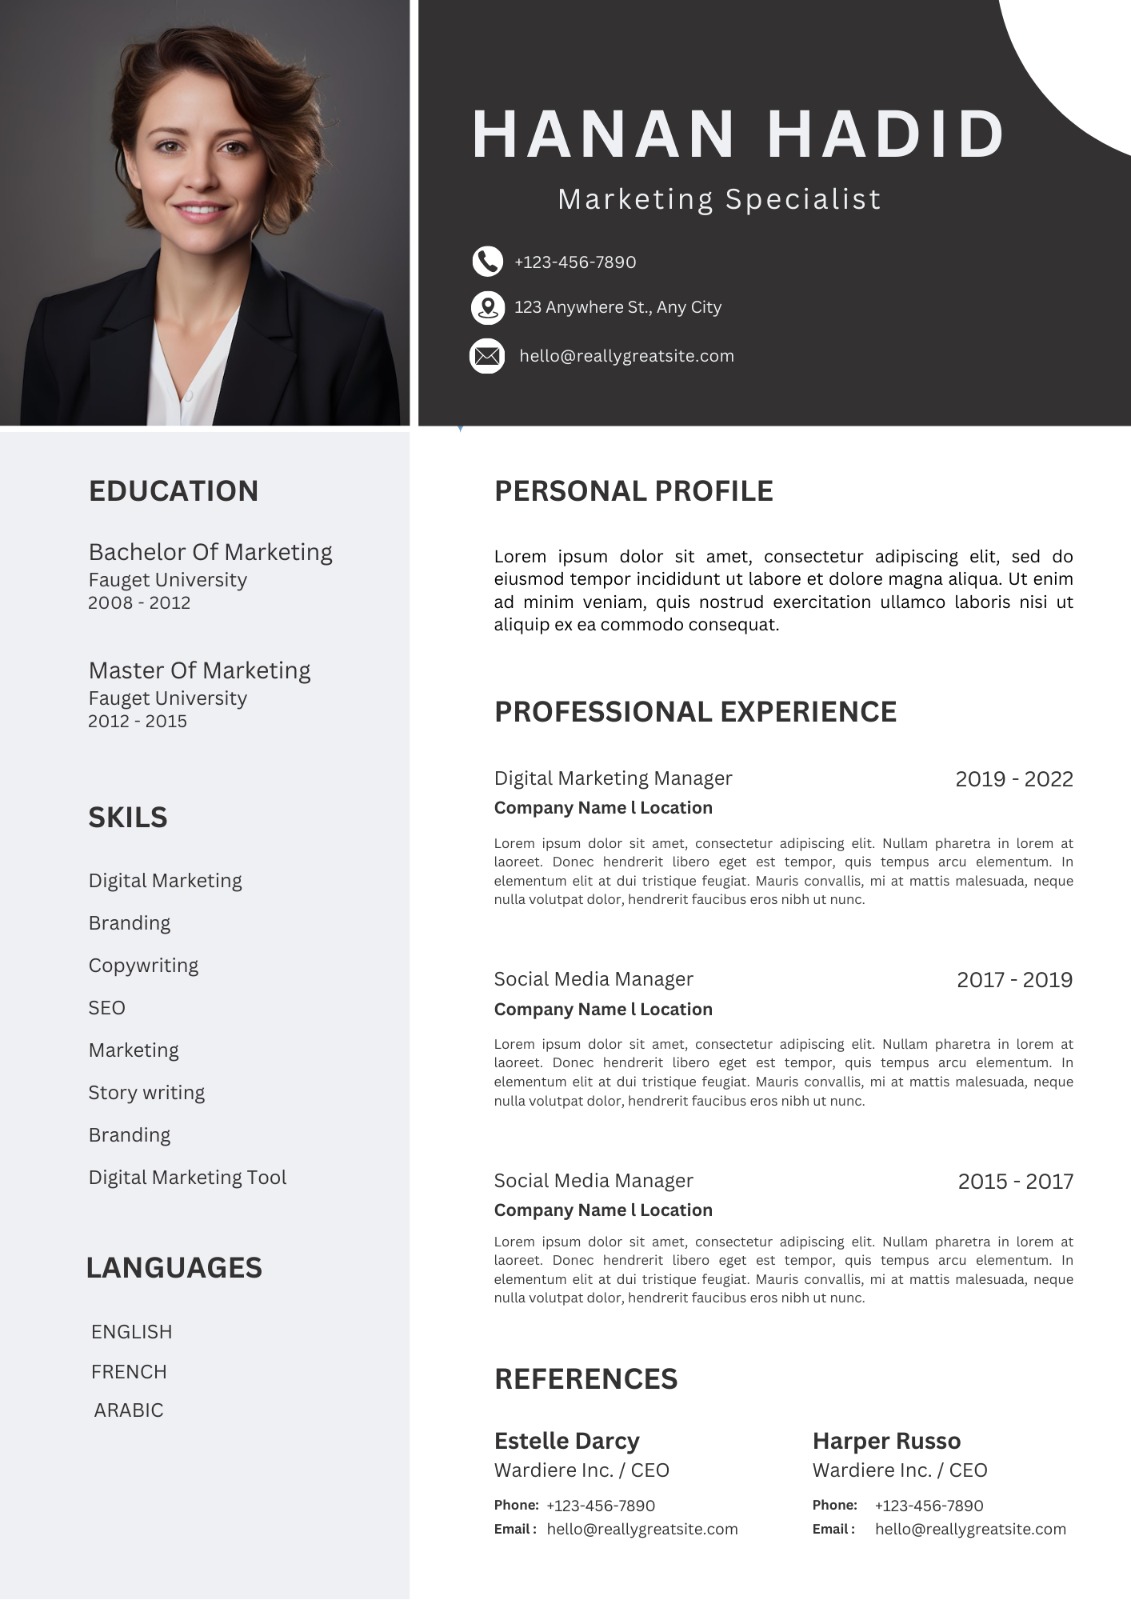 HANAN HADID
Marketing Specialist
+123-456-7890
123 Anywhere St., Any City
hello@reallygreatsite.com
EDUCATION
Bachelor Of Marketing
Fauget University
2008 - 2012
Master Of Marketing
Fauget University
2012 - 2015
SKILS
Digital Marketing
Branding
Copywriting
SEO
Marketing
Story writing
Branding
Digital Marketing Tool
LANGUAGES
ENGLISH
FRENCH
ARABIC
PERSONAL PROFILE
Lorem ipsum dolor sit amet, consectetur adipiscing elit, sed do
eiusmod tempor incididunt ut labore et dolore magna aliqua. Ut enim
ad minim veniam, quis nostrud exercitation ullamco laboris nisi ut
aliquip ex ea commodo consequat.
PROFESSIONAL EXPERIENCE
Digital Marketing Manager 2019 - 2022
Company Name l Location
Lorem ipsum dolor sit amet, consectetur adipiscing elit. Nullam pharetra in lorem at
laoreet. Donec hendrerit libero eget est tempor, quis tempus arcu elementum. In
elementum elit at dui tristique feugiat. Mauris convallis, mi at mattis malesuada, neque
nulla volutpat dolor, hendrerit faucibus eros nibh ut nunc.
Social Media Manager 2017 - 2019
Company Name l Location
Lorem ipsum dolor sit amet, consectetur adipiscing elit. Nullam pharetra in lorem at
laoreet. Donec hendrerit libero eget est tempor, quis tempus arcu elementum. In
elementum elit at dui tristique feugiat. Mauris convallis, mi at mattis malesuada, neque
nulla volutpat dolor, hendrerit faucibus eros nibh ut nunc.
Social Media Manager 2015 - 2017
Company Name l Location
Lorem ipsum dolor sit amet, consectetur adipiscing elit. Nullam pharetra in lorem at
laoreet. Donec hendrerit libero eget est tempor, quis tempus arcu elementum. In
elementum elit at dui tristique feugiat. Mauris convallis, mi at mattis malesuada, neque
nulla volutpat dolor, hendrerit faucibus eros nibh ut nunc.
REFERENCES
Estelle Darcy
Wardiere Inc. / CEO
Phone: +123-456-7890
Email : hello@reallygreatsite.com
Harper Russo
Wardiere Inc. / CEO
Phone: +123-456-7890
Email : hello@reallygreatsite.com